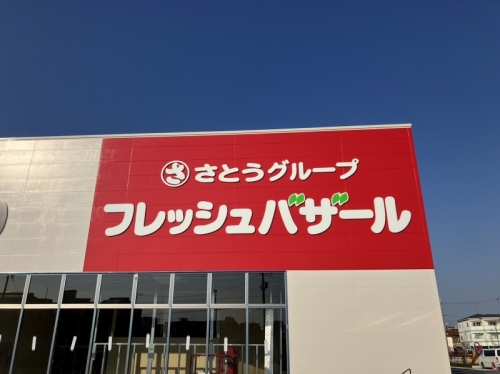 さ さとうグループ
フレッシュバザール